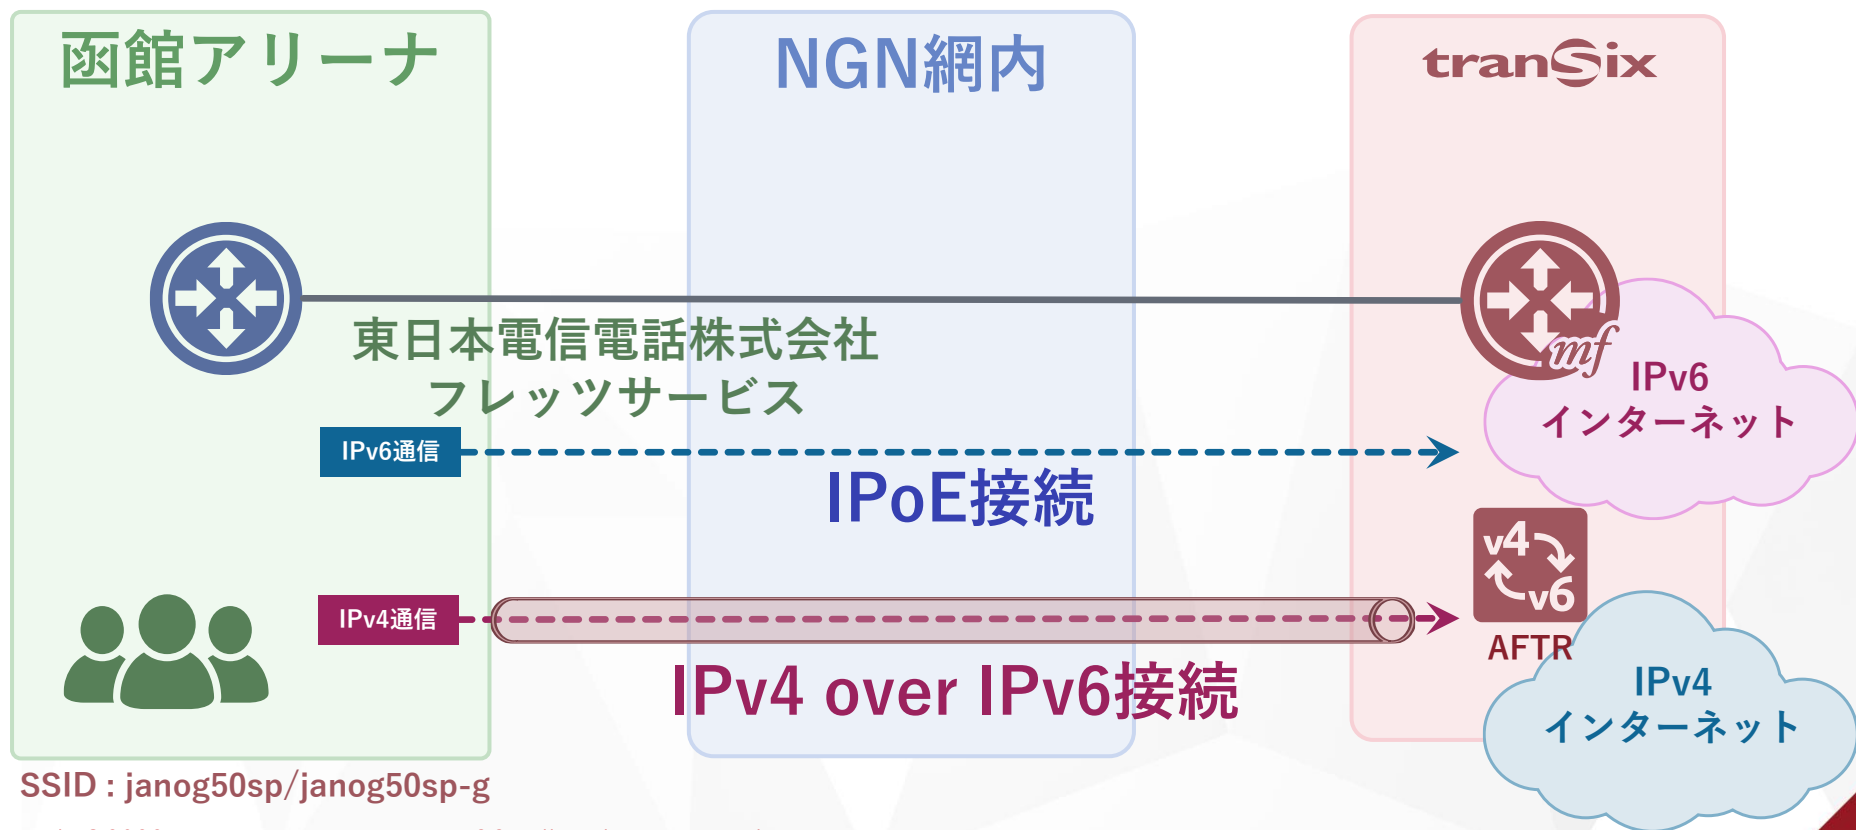 函館アリーナ
NGN網内
tranSix
東日本電信電話株式会社
フレッツサービス
mf
IPv6
インターネット
IPv6通信
IPoE接続
v4
v6
AFTR
IPv4通信
IPv4 over IPv6接続
IPv4
インターネット
SSID : janog50sp/janog50sp-g